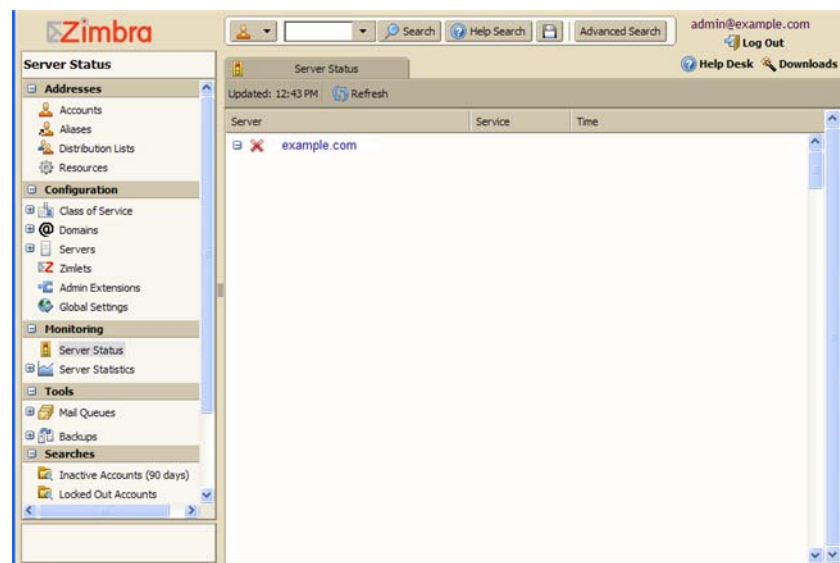 Zimbra
Search
Help Search
Advanced Search
admin@example.com
Log Out
Help Desk
Downloads
Server Status
Addresses
Accounts
Aliases
Distribution Lists
Resources
Configuration
Class of Service
@ Domains
Servers
Z Zimlets
Admin Extensions
Global Settings
Monitoring
Server Status
Server Statistics
Tools
Mail Queues
Backups
Searches
Inactive Accounts (90 days)
Locked Out Accounts
Server Status
Updated: 12:43 PM
Refresh
Server Service Time
example.com